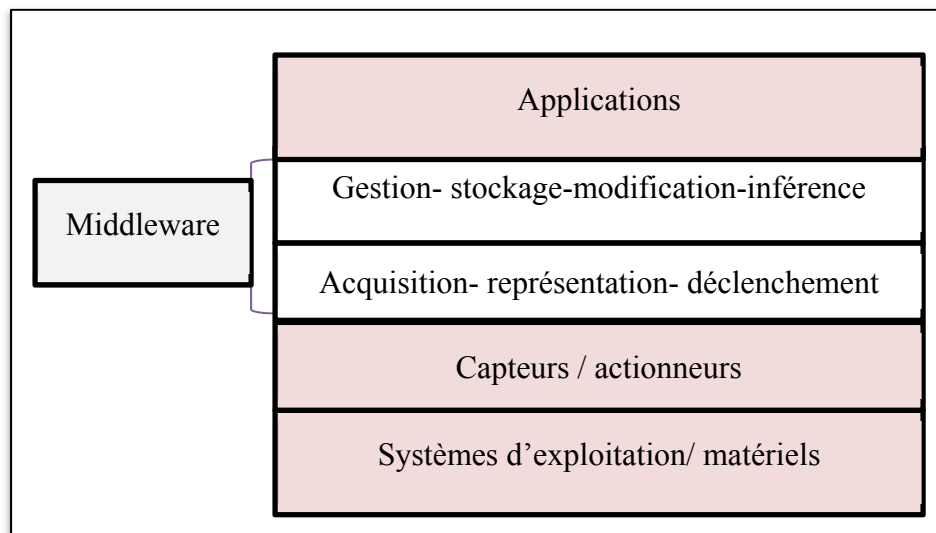 Applications
Gestion- stockage-modification-inférence
Middleware
Acquisition- représentation- déclenchement
Capteurs / actionneurs
Systèmes d’exploitation/ matériels